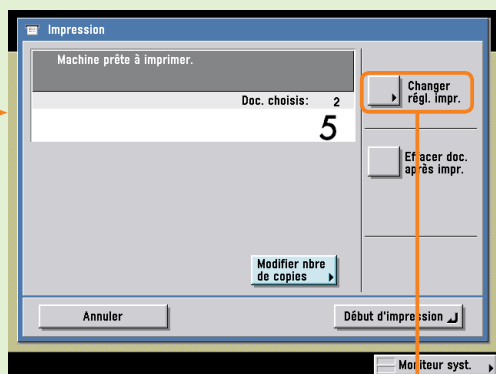 Impression
Machine prête à imprimer.
Doc. choisis: 2
5
Changer
régl. impr.
Effacer doc.
après impr.
Modifier nbre
de copies
Annuler
Début d'impression
Moniteur syst.